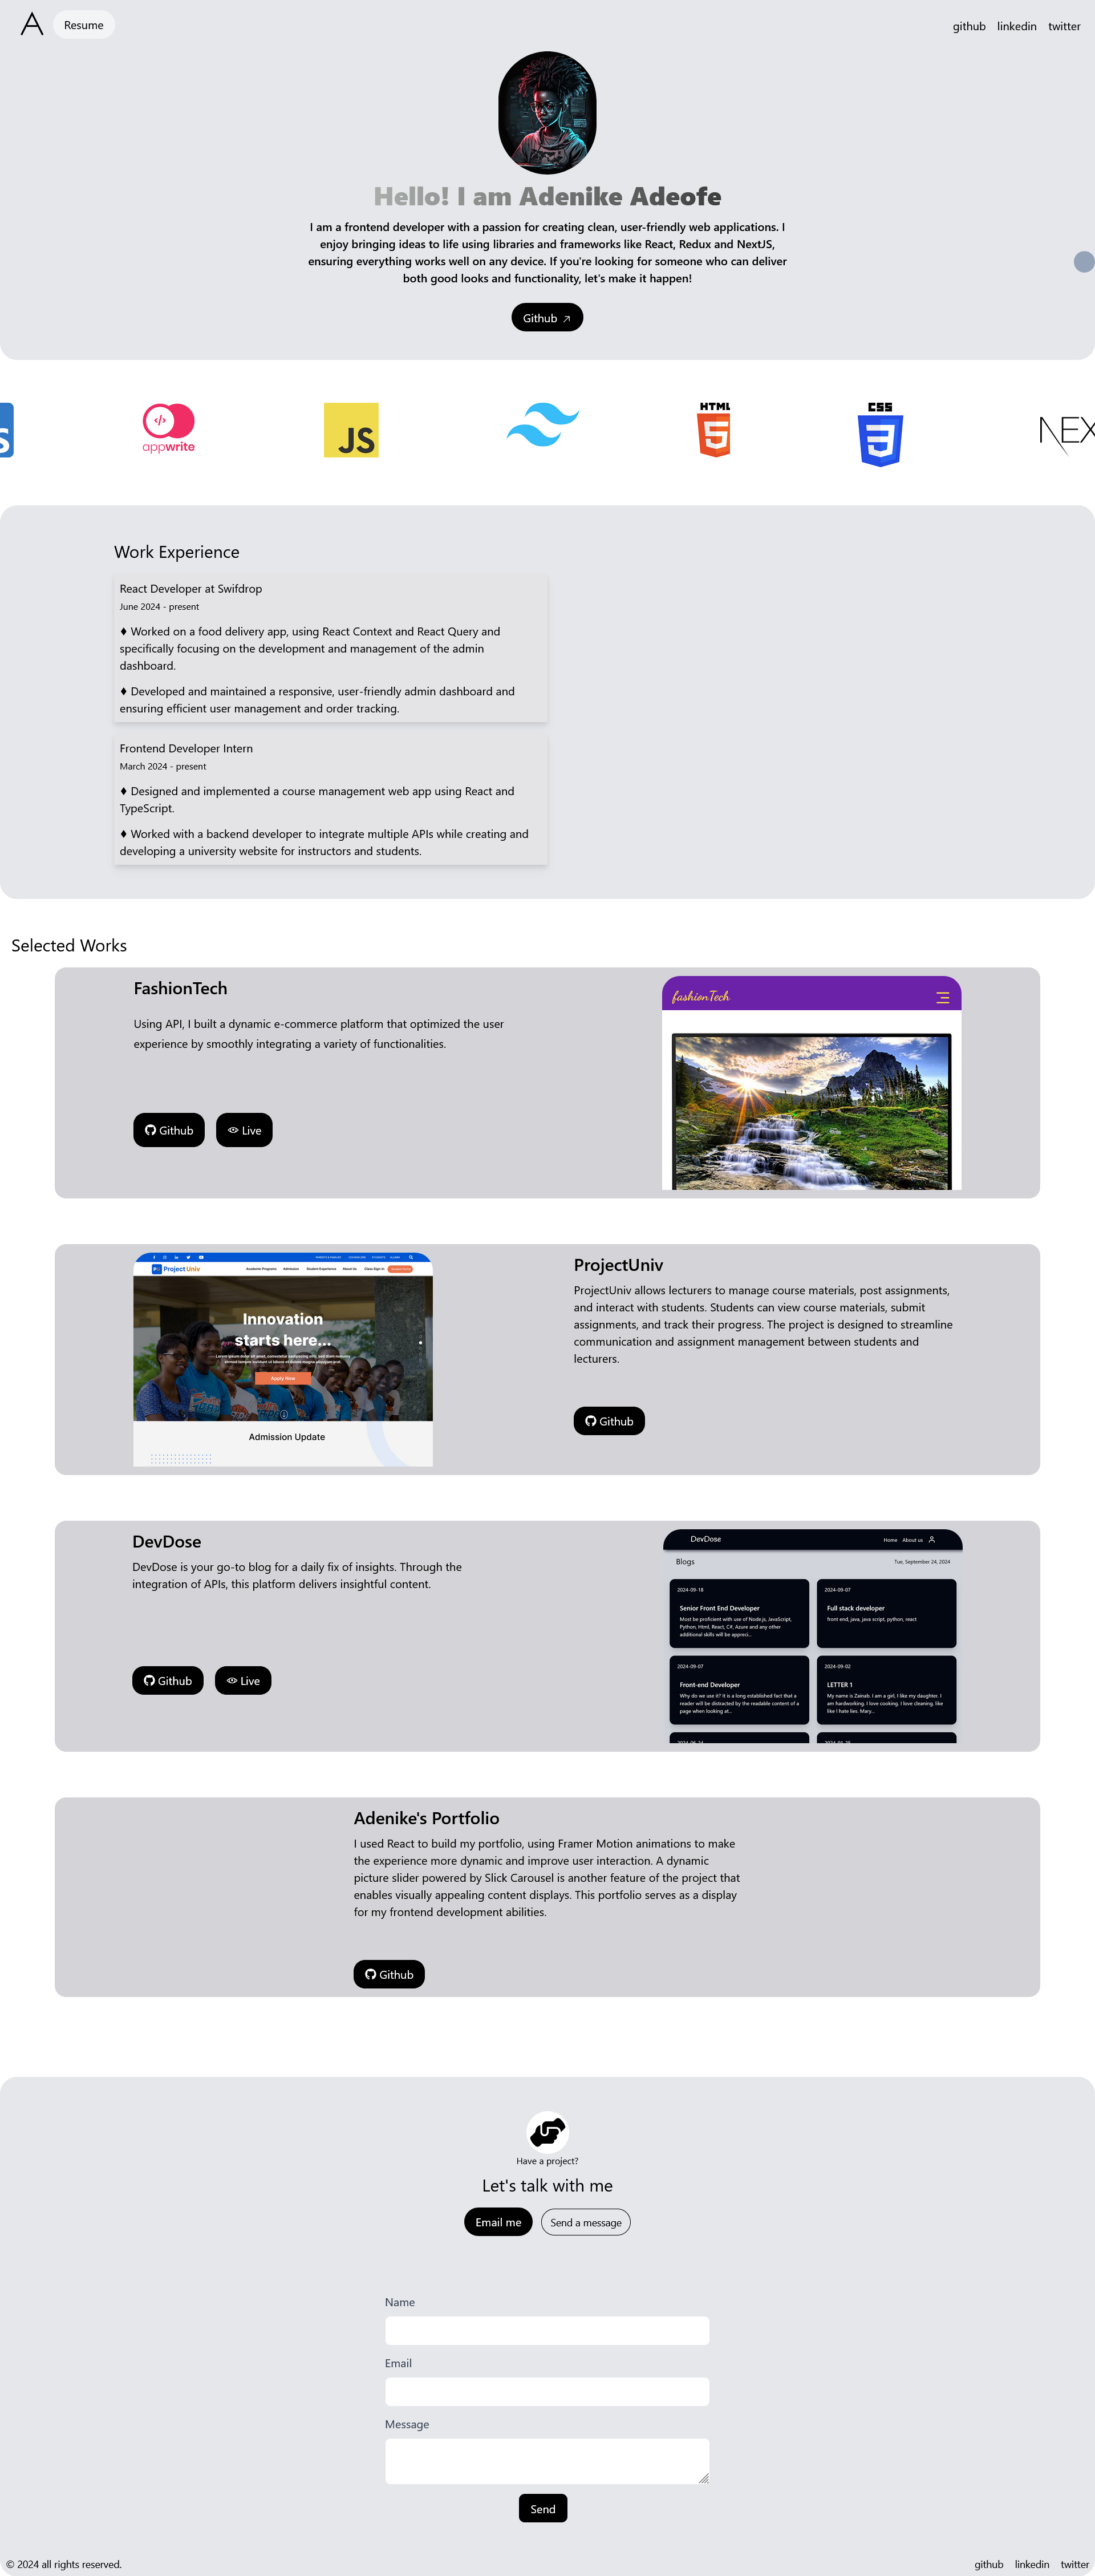 A
Resume
github linkedin twitter
Hello! I am Adenike Adeofe
I am a frontend developer with a passion for creating clean, user-friendly web applications. I
enjoy bringing ideas to life using libraries and frameworks like React, Redux and NextJS,
ensuring everything works well on any device. If you're looking for someone who can deliver
both good looks and functionality, let's make it happen!
Github
S
appwrite
JS
HTML
5
CSS
3
NEX
Work Experience
React Developer at Swifdrop
June 2024 - present
♦ Worked on a food delivery app, using React Context and React Query and
specifically focusing on the development and management of the admin
dashboard.
♦ Developed and maintained a responsive, user-friendly admin dashboard and
ensuring efficient user management and order tracking.
Frontend Developer Intern
March 2024 - present
♦ Designed and implemented a course management web app using React and
TypeScript.
♦ Worked with a backend developer to integrate multiple APIs while creating and
developing a university website for instructors and students.
Selected Works
FashionTech
Using API, I built a dynamic e-commerce platform that optimized the user
experience by smoothly integrating a variety of functionalities.
Github
Live
fashionTech
Project Univ
Academic Programs Admission Student Experience About Us Class Sign-in
Innovation
starts here...
Apply Now
Admission Update
ProjectUniv
ProjectUniv allows lecturers to manage course materials, post assignments,
and interact with students. Students can view course materials, submit
assignments, and track their progress. The project is designed to streamline
communication and assignment management between students and
lecturers.
Github
DevDose
DevDose is your go-to blog for a daily fix of insights. Through the
integration of APIs, this platform delivers insightful content.
Github
Live
DevDose
Home About us
Blogs
Tue, September 24, 2024
2024-09-18
Senior Front End Developer
Most be proficient with use of Node.js, JavaScript,
Python, Html, React, C#, Azure and any other
additional skills will be appreci...
2024-09-07
Full stack developer
front end, java, java script, python, react
2024-09-07
Front-end Developer
Why do we use it? It is a long established fact that a
reader will be distracted by the readable content of a
page when looking at...
2024-09-02
LETTER 1
My name is Zainab. I am a girl, I like my daughter. I
am hardworking. I love cooking. I love cleaning. like
like I hate lies. Mary...
Adenike's Portfolio
I used React to build my portfolio, using Framer Motion animations to make
the experience more dynamic and improve user interaction. A dynamic
picture slider powered by Slick Carousel is another feature of the project that
enables visually appealing content displays. This portfolio serves as a display
for my frontend development abilities.
Github
Have a project?
Let's talk with me
Email me
Send a message
Name
Email
Message
Send
© 2024 all rights reserved.
github linkedin twitter